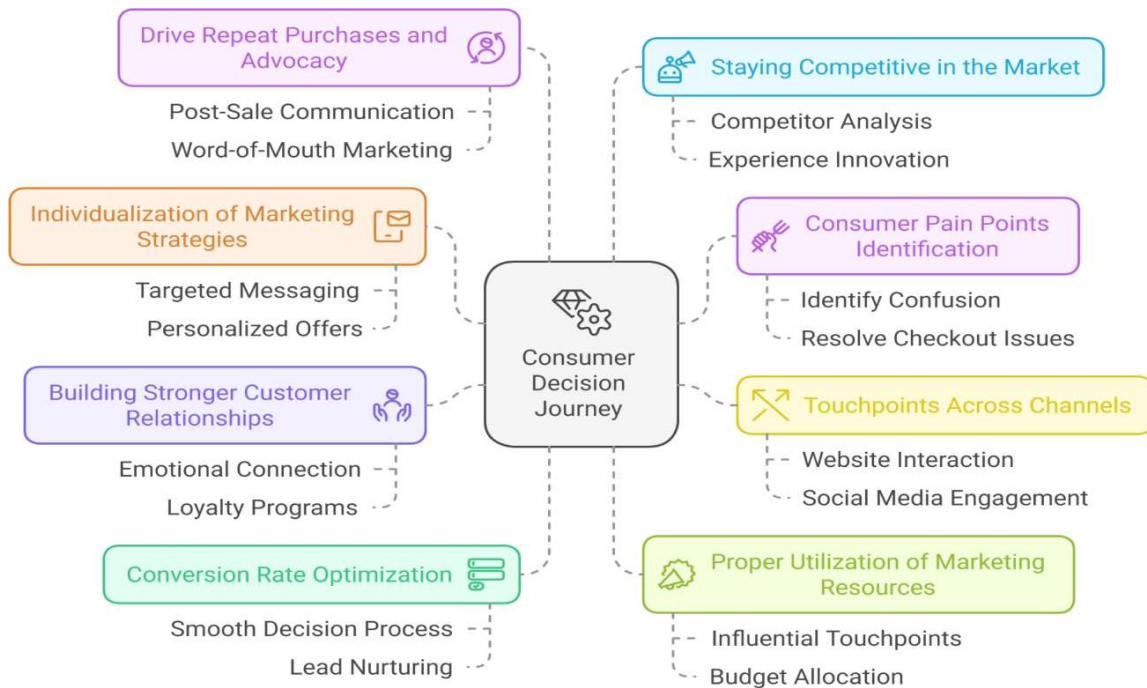 Drive Repeat Purchases and
Advocacy
Post-Sale Communication
Word-of-Mouth Marketing
Individualization of Marketing
Strategies
Targeted Messaging
Personalized Offers
Building Stronger Customer
Relationships
Emotional Connection
Loyalty Programs
Conversion Rate Optimization
Smooth Decision Process
Lead Nurturing
Consumer
Decision
Journey
Staying Competitive in the Market
Competitor Analysis
Experience Innovation
Consumer Pain Points
Identification
Identify Confusion
Resolve Checkout Issues
Touchpoints Across Channels
Website Interaction
Social Media Engagement
Proper Utilization of Marketing
Resources
Influential Touchpoints
Budget Allocation